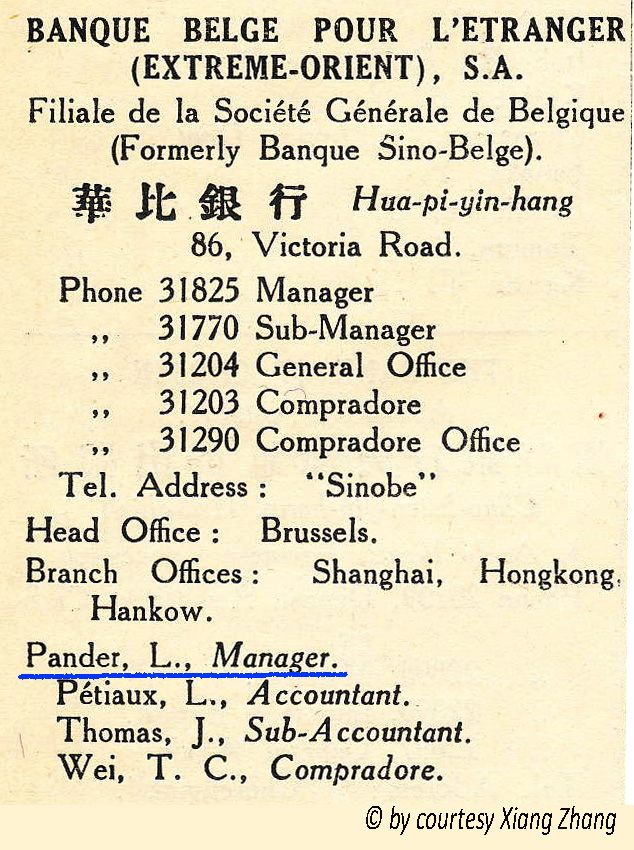 BANQUE BELGE POUR L'ETRANGER
(EXTREME-ORIENT), S.A.
Filiale de la Société Générale de Belgique
(Formerly Banque Sino-Belge).
華比銀行 Hua-pi-yin-hang
86, Victoria Road.
Phone 31825 Manager
,, 31770 Sub-Manager
,, 31204 General Office
,, 31203 Compradore
,, 31290 Compradore Office
Tel. Address : "Sinobe"
Head Office : Brussels.
Branch Offices : Shanghai, Hongkong,
Hankow.
Pander, L., Manager.
Pétiaux, L., Accountant.
Thomas, J., Sub-Accountant.
Wei, T. C., Compradore.
© by courtesy Xiang Zhang